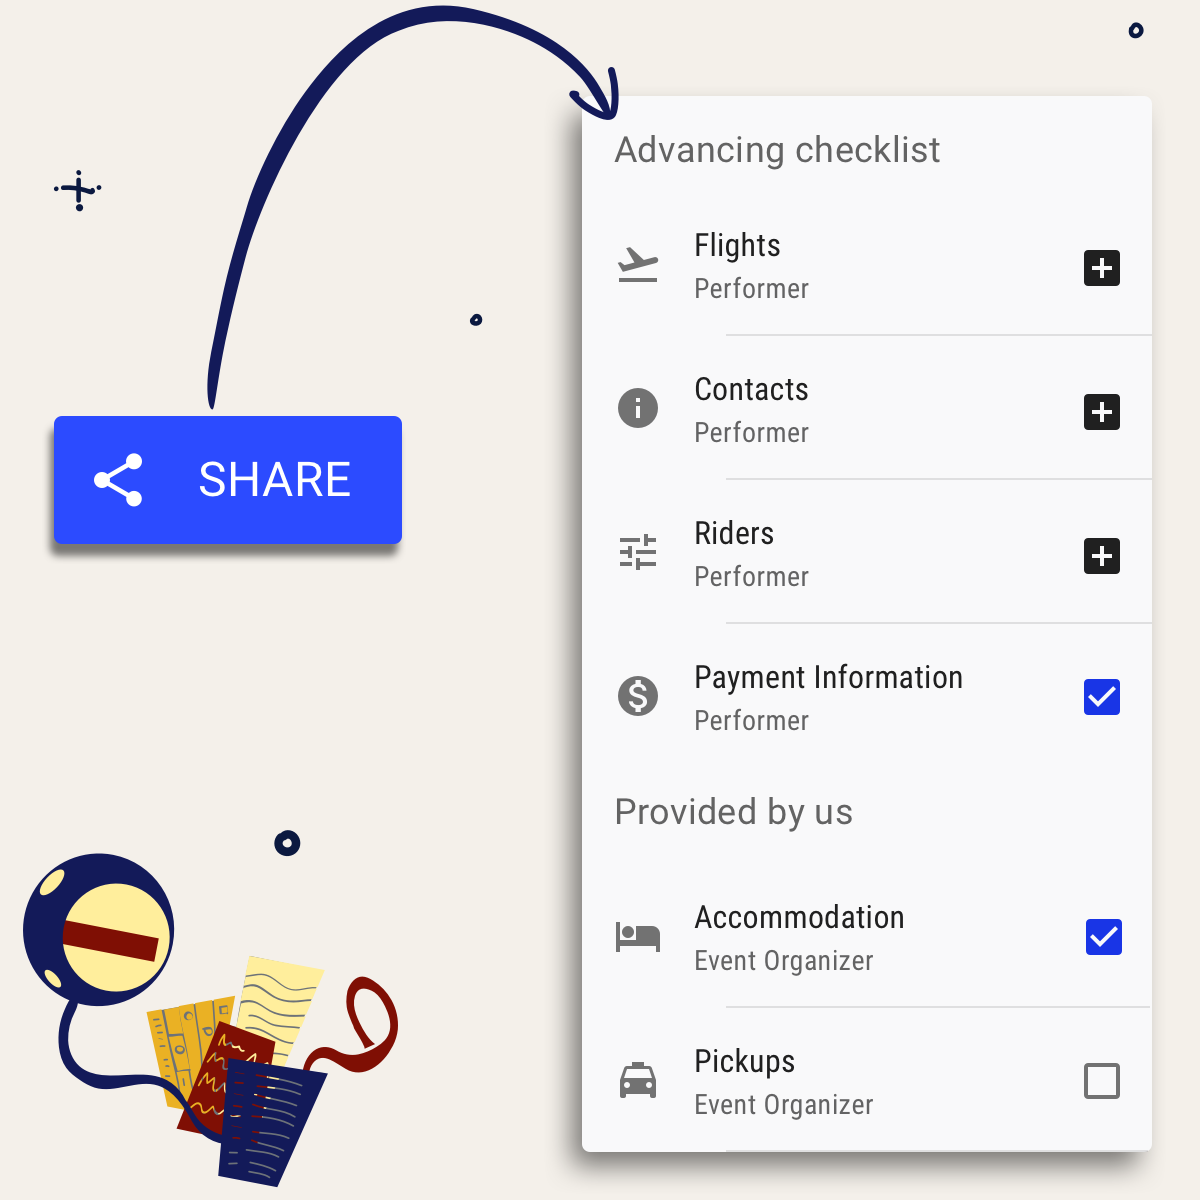 Advancing checklist
Flights
Performer
Contacts
Performer
SHARE
Riders
Performer
Payment Information
Performer
Provided by us
Accommodation
Event Organizer
Pickups
Event Organizer